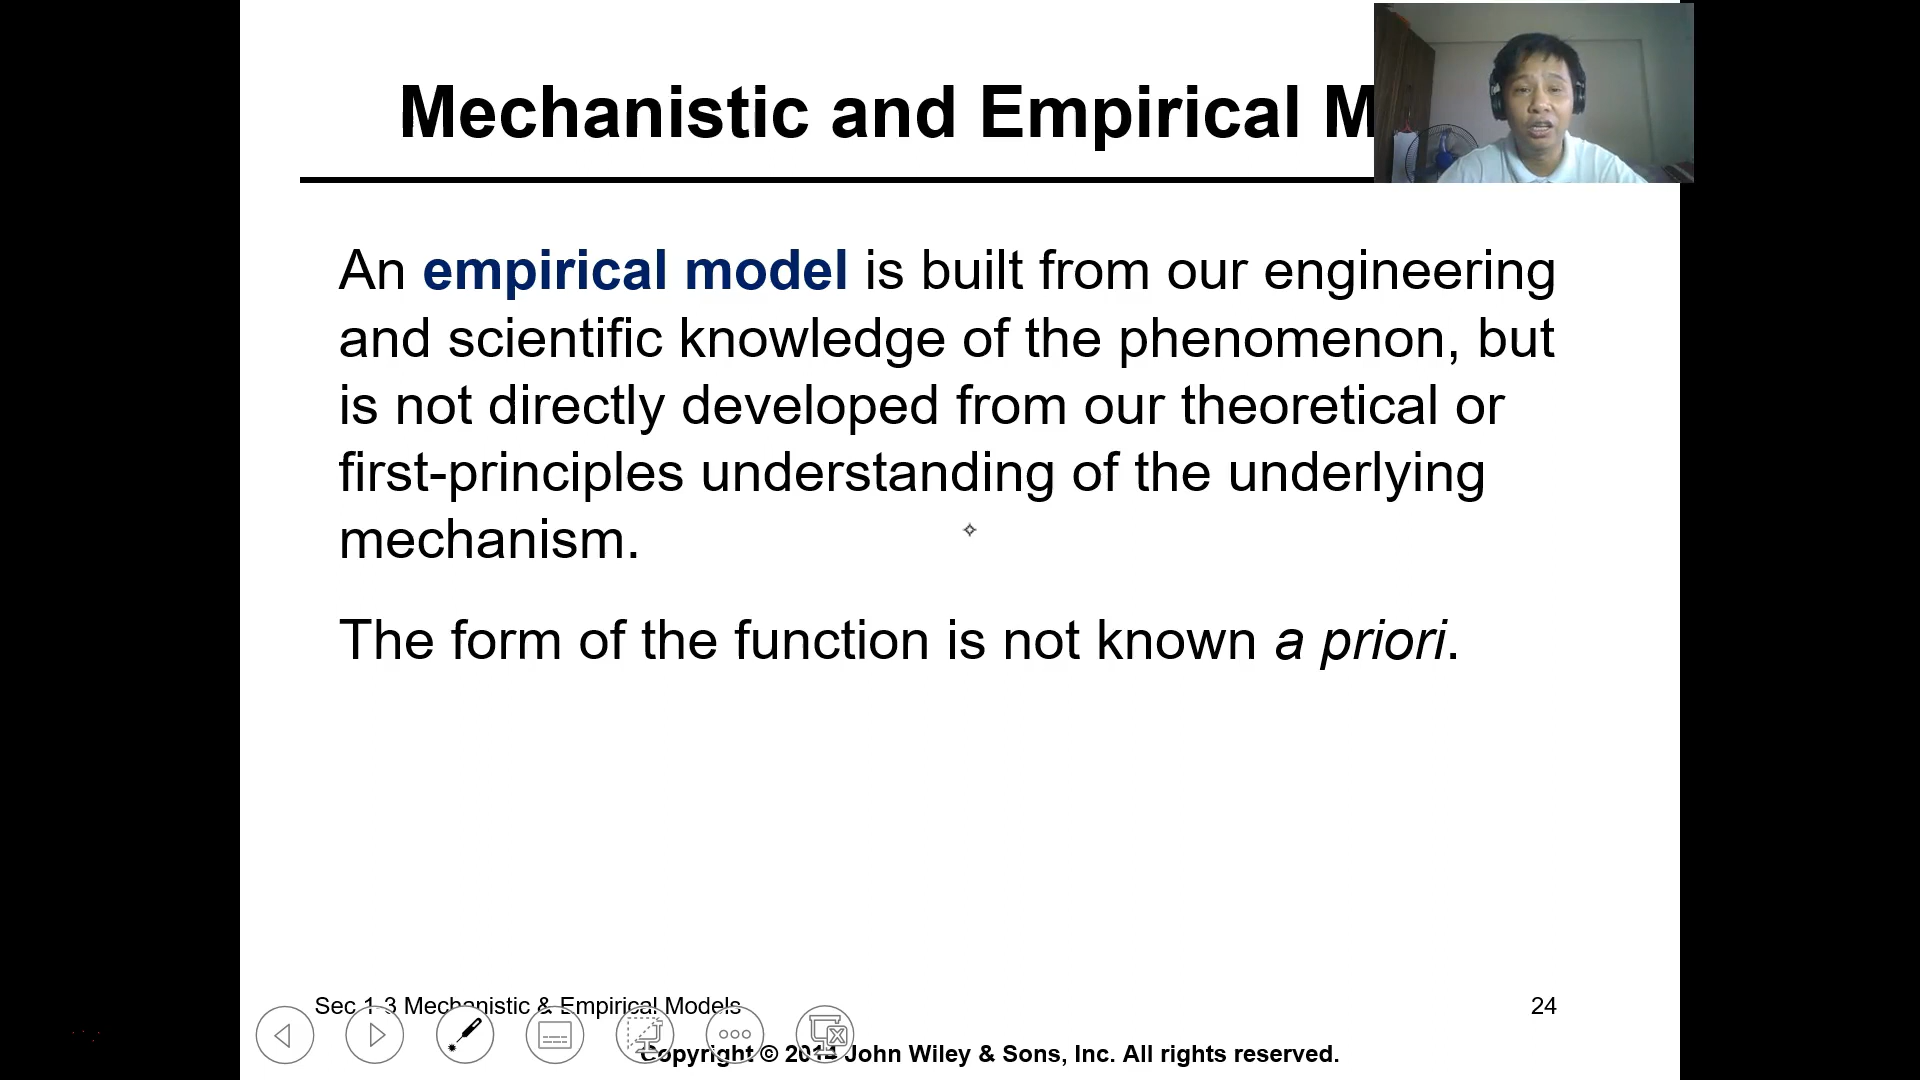 Mechanistic and Empirical M
An empirical model is built from our engineering
and scientific knowledge of the phenomenon, but
is not directly developed from our theoretical or
first-principles understanding of the underlying
mechanism.
The form of the function is not known a priori.
Sec 1-3 Mechanistic & Empirical Models
24
Copyright © 2014 John Wiley & Sons, Inc. All rights reserved.